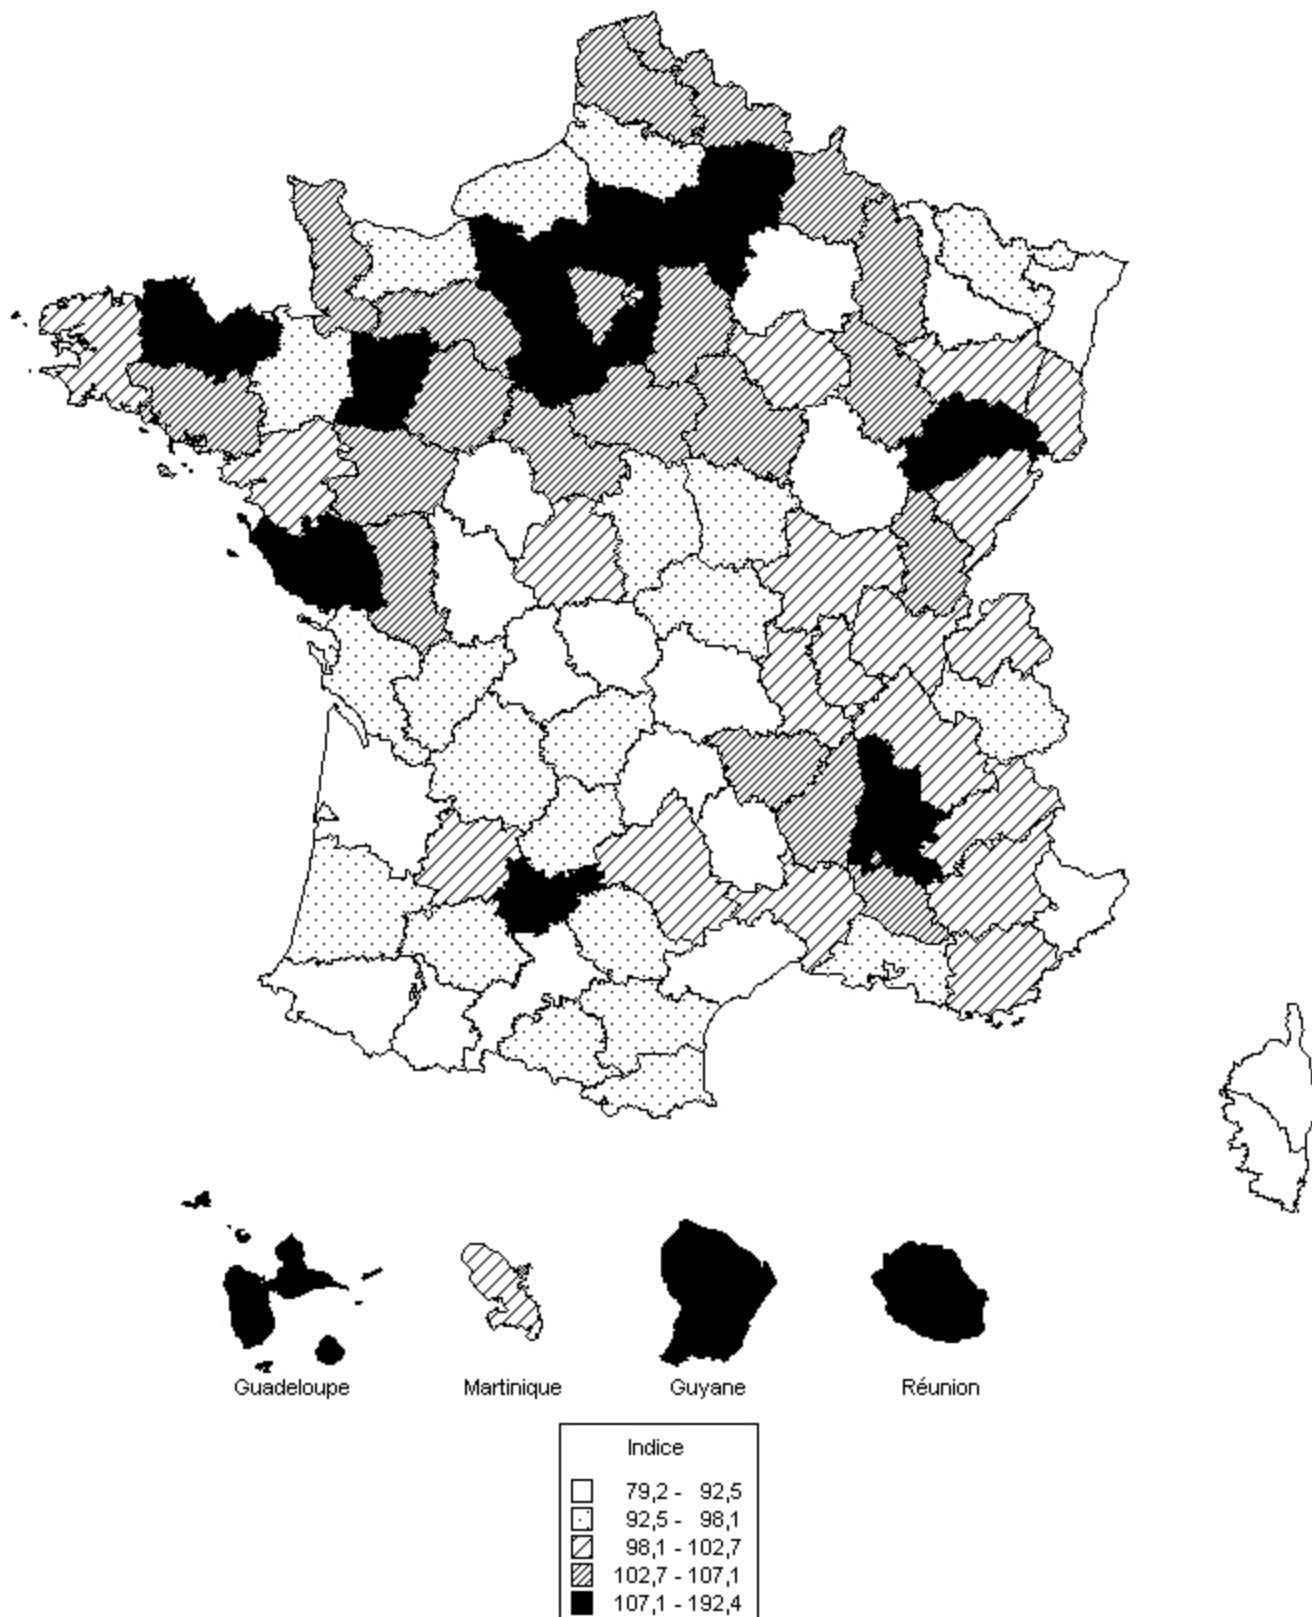 Guadeloupe
Martinique
Guyane
Réunion
Indice
79,2 - 92,5
92,5 - 98,1
98,1 - 102,7
102,7 - 107,1
107,1 - 192,4